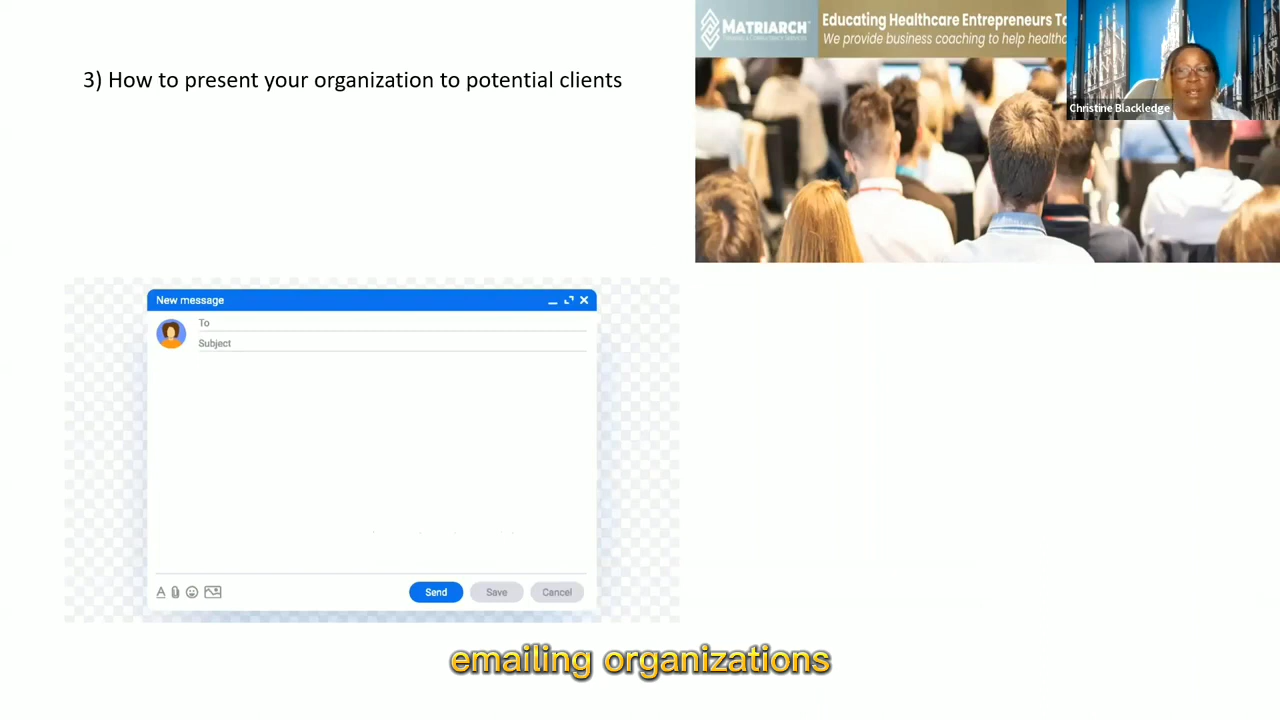 3) How to present your organization to potential clients
MATRIARCH
Educating Healthcare Entrepreneurs To
We provide business coaching to help healthc
Christine Blackledge
New message
To
Subject
Send Save Cancel
emailing organizations